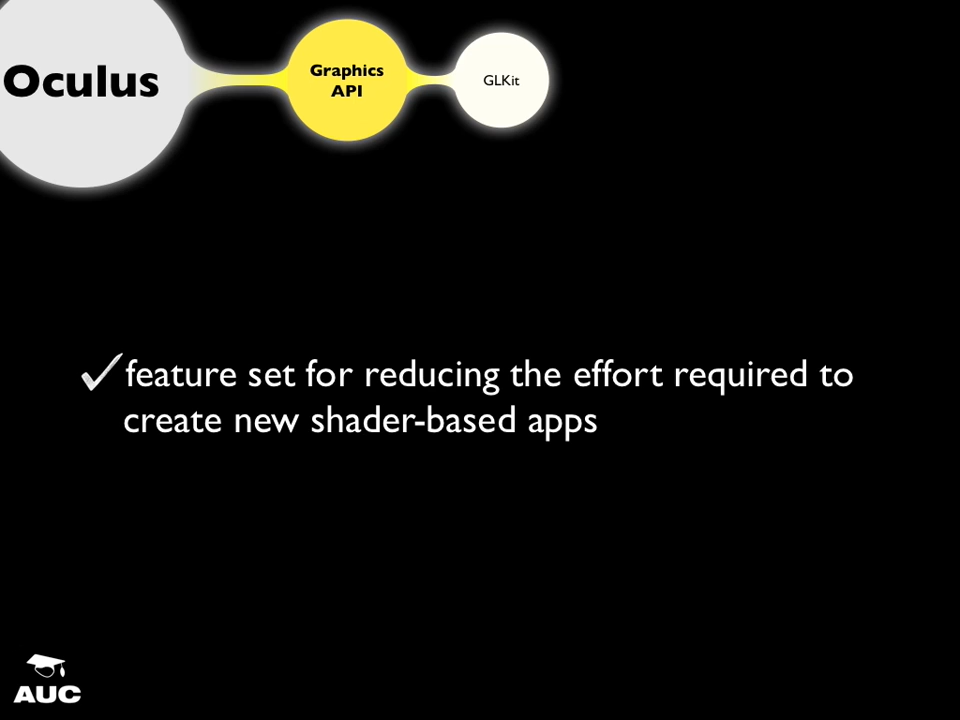 Oculus
Graphics
API
GLKit
feature set for reducing the effort required to
create new shader-based apps
AUC